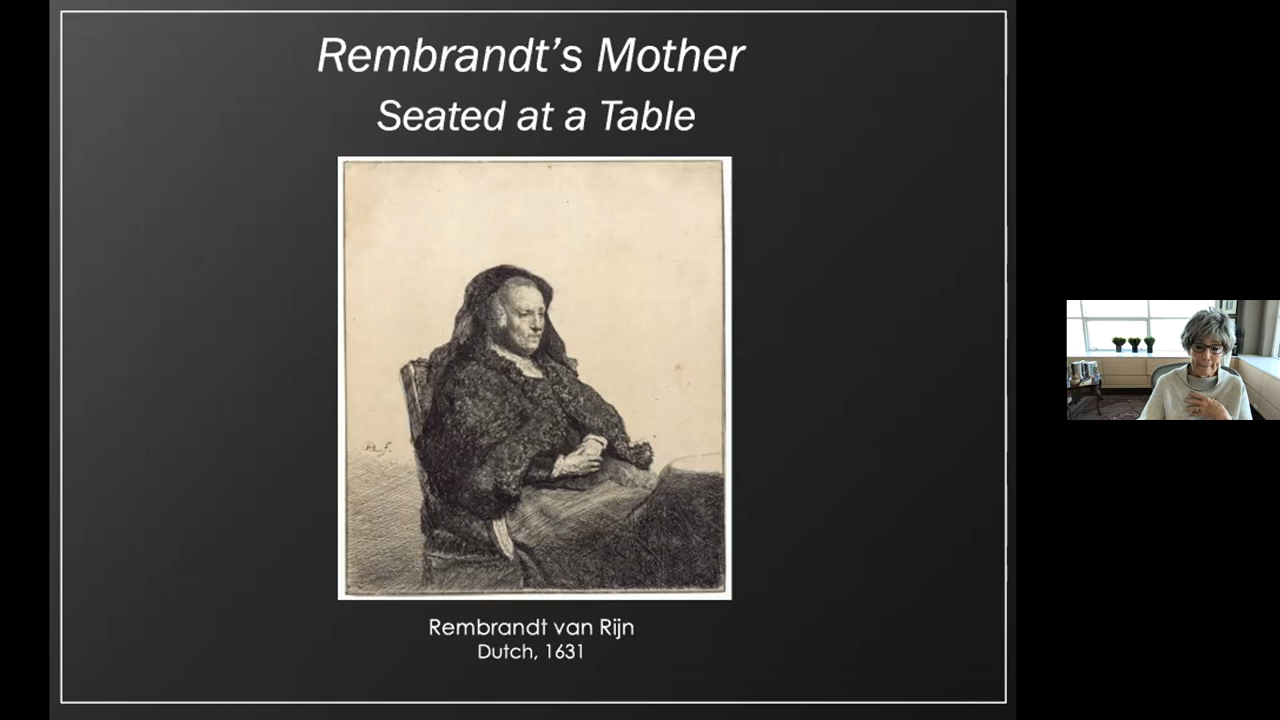 Rembrandt’s Mother
Seated at a Table
Rembrandt van Rijn
Dutch, 1631